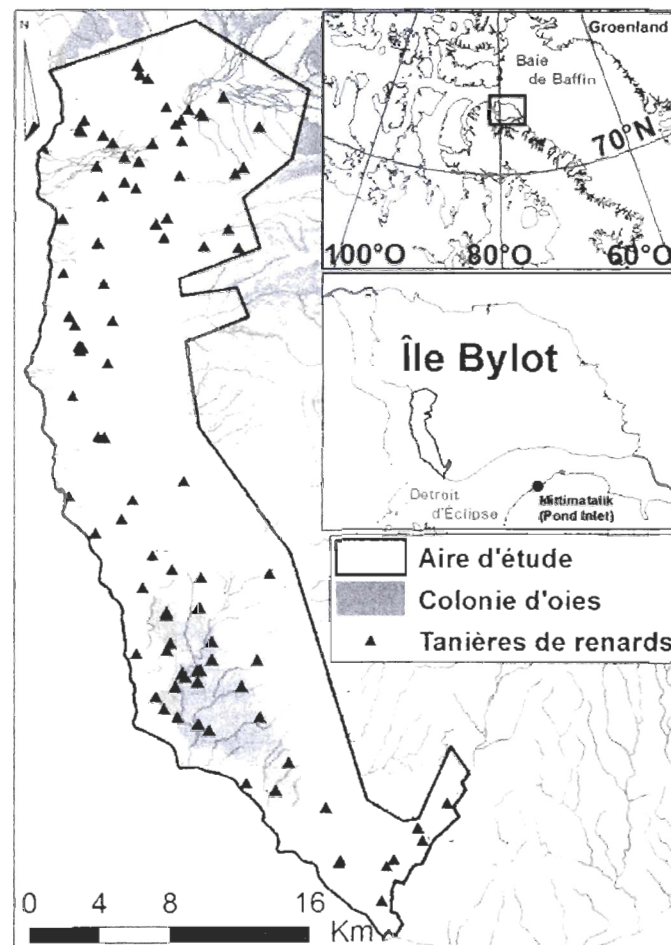 N
Groenland
Baie
de Baffin
70°N
100°O
80°O
60°O
Île Bylot
Détroit
d'Éclipse
Mittimatalik
(Pond Inlet)
Aire d'étude
Colonie d'oies
Tanières de renards
0
4
8
16
Km